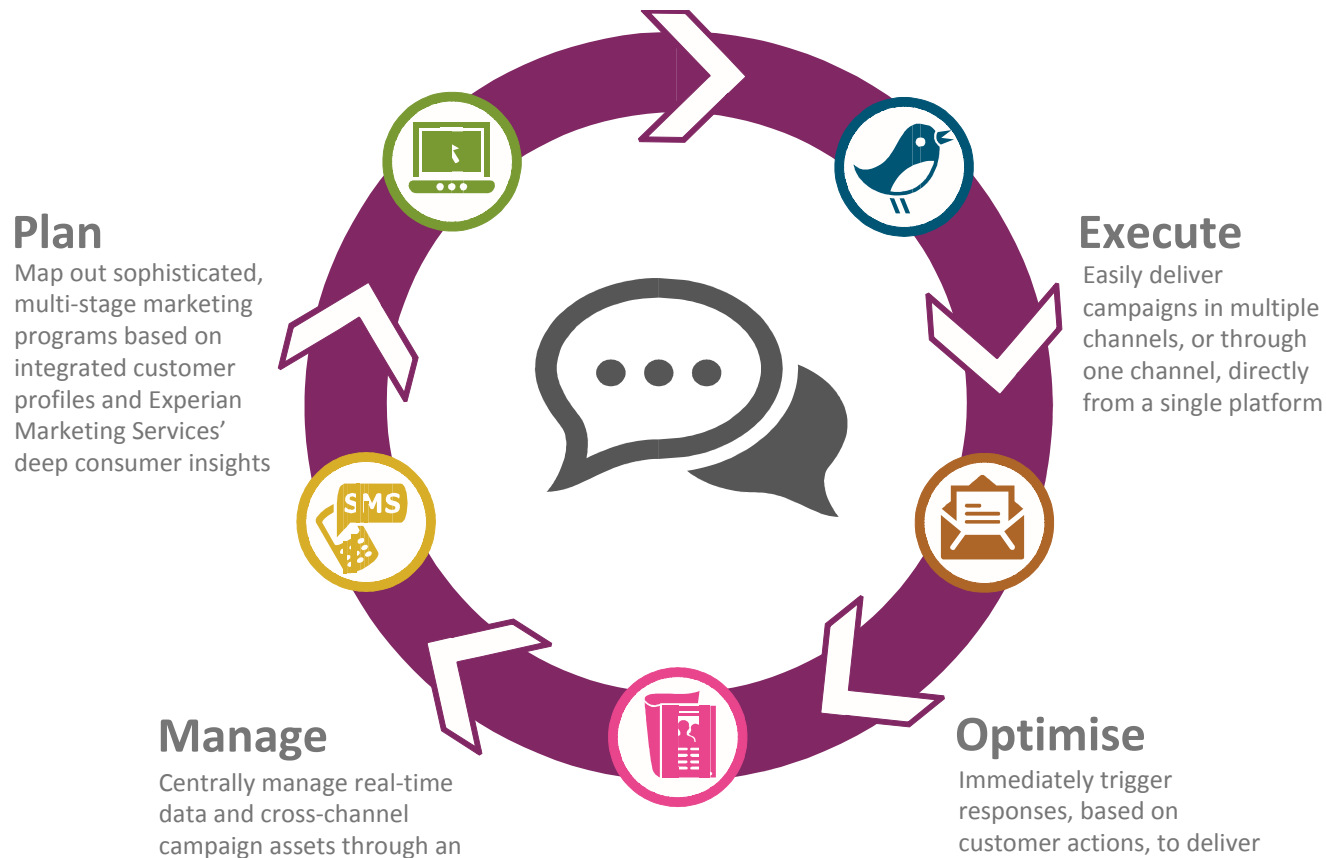 Plan
Map out sophisticated,
multi-stage marketing
programs based on
integrated customer
profiles and Experian
Marketing Services’
deep consumer insights
Execute
Easily deliver
campaigns in multiple
channels, or through
one channel, directly
from a single platform
SMS
Manage
Centrally manage real-time
data and cross-channel
campaign assets through an
Optimise
Immediately trigger
responses, based on
customer actions, to deliver